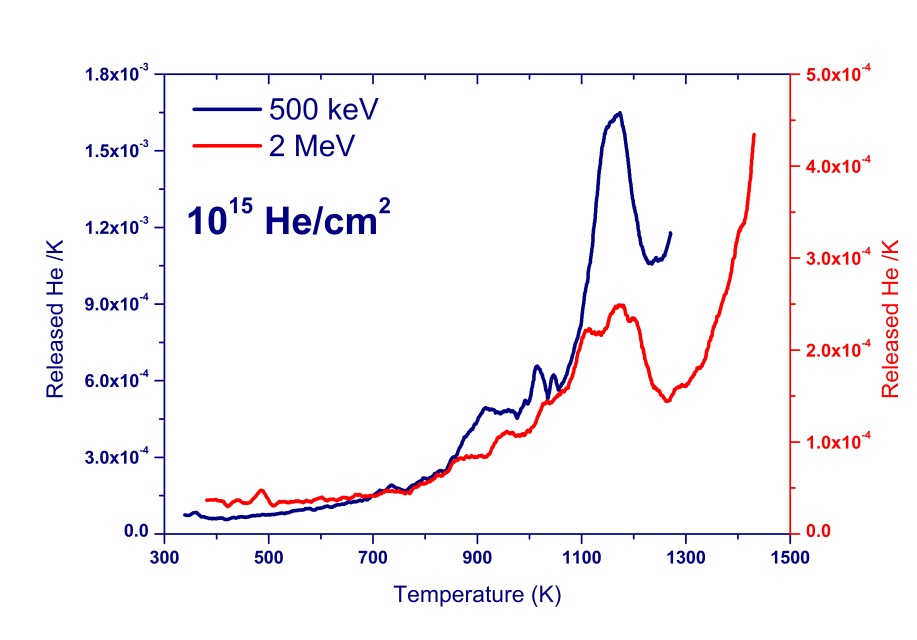 1.8x10⁻³
1.5x10⁻³
1.2x10⁻³
9.0x10⁻⁴
6.0x10⁻⁴
3.0x10⁻⁴
0.0
Released He /K
500 keV
2 MeV
10¹⁵ He/cm²
5.0x10⁻⁴
4.0x10⁻⁴
3.0x10⁻⁴
2.0x10⁻⁴
1.0x10⁻⁴
0.0
Released He /K
300 500 700 900 1100 1300 1500
Temperature (K)